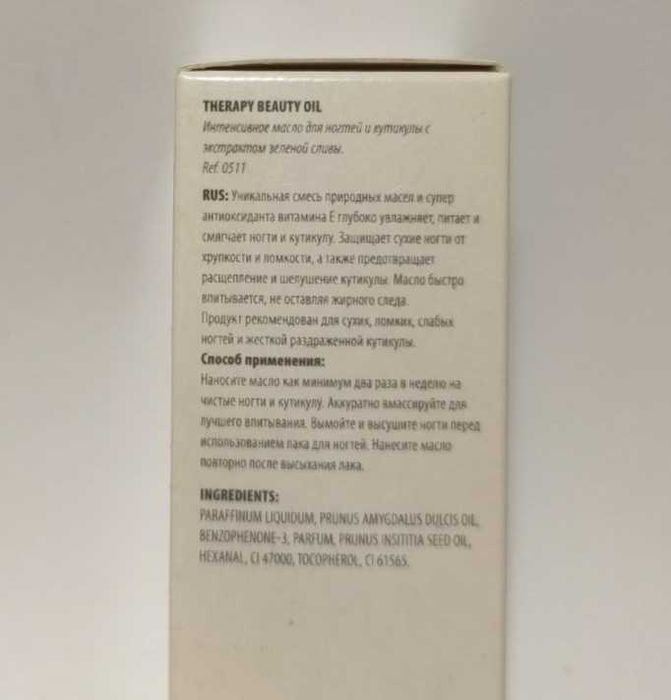 THERAPY BEAUTY OIL
Интенсивное масло для ногтей и кутикулы с
экстрактом зеленой сливы.
Ref. 0511
RUS: Уникальная смесь природных масел и супер
антиоксиданта витамина Е глубоко увлажняет, питает и
смягчает ногти и кутикулу. Защищает сухие ногти от
хрупкости и ломкости, а также предотвращает
расщепление и шелушение кутикулы. Масло быстро
впитывается, не оставляя жирного следа.
Продукт рекомендован для сухих, ломких, слабых
ногтей и жесткой раздраженной кутикулы.
Способ применения:
Наносите масло как минимум два раза в неделю на
чистые ногти и кутикулу. Аккуратно вмассируйте для
лучшего впитывания. Вымойте и высушите ногти перед
использованием лака для ногтей. Нанесите масло
повторно после высыхания лака.
INGREDIENTS:
PARAFFINUM LIQUIDUM, PRUNUS AMYGDALUS DULCIS OIL,
BENZOPHENONE-3, PARFUM, PRUNUS INSITITIA SEED OIL,
HEXANAL, CI 47000, TOCOPHEROL, CI 61565.